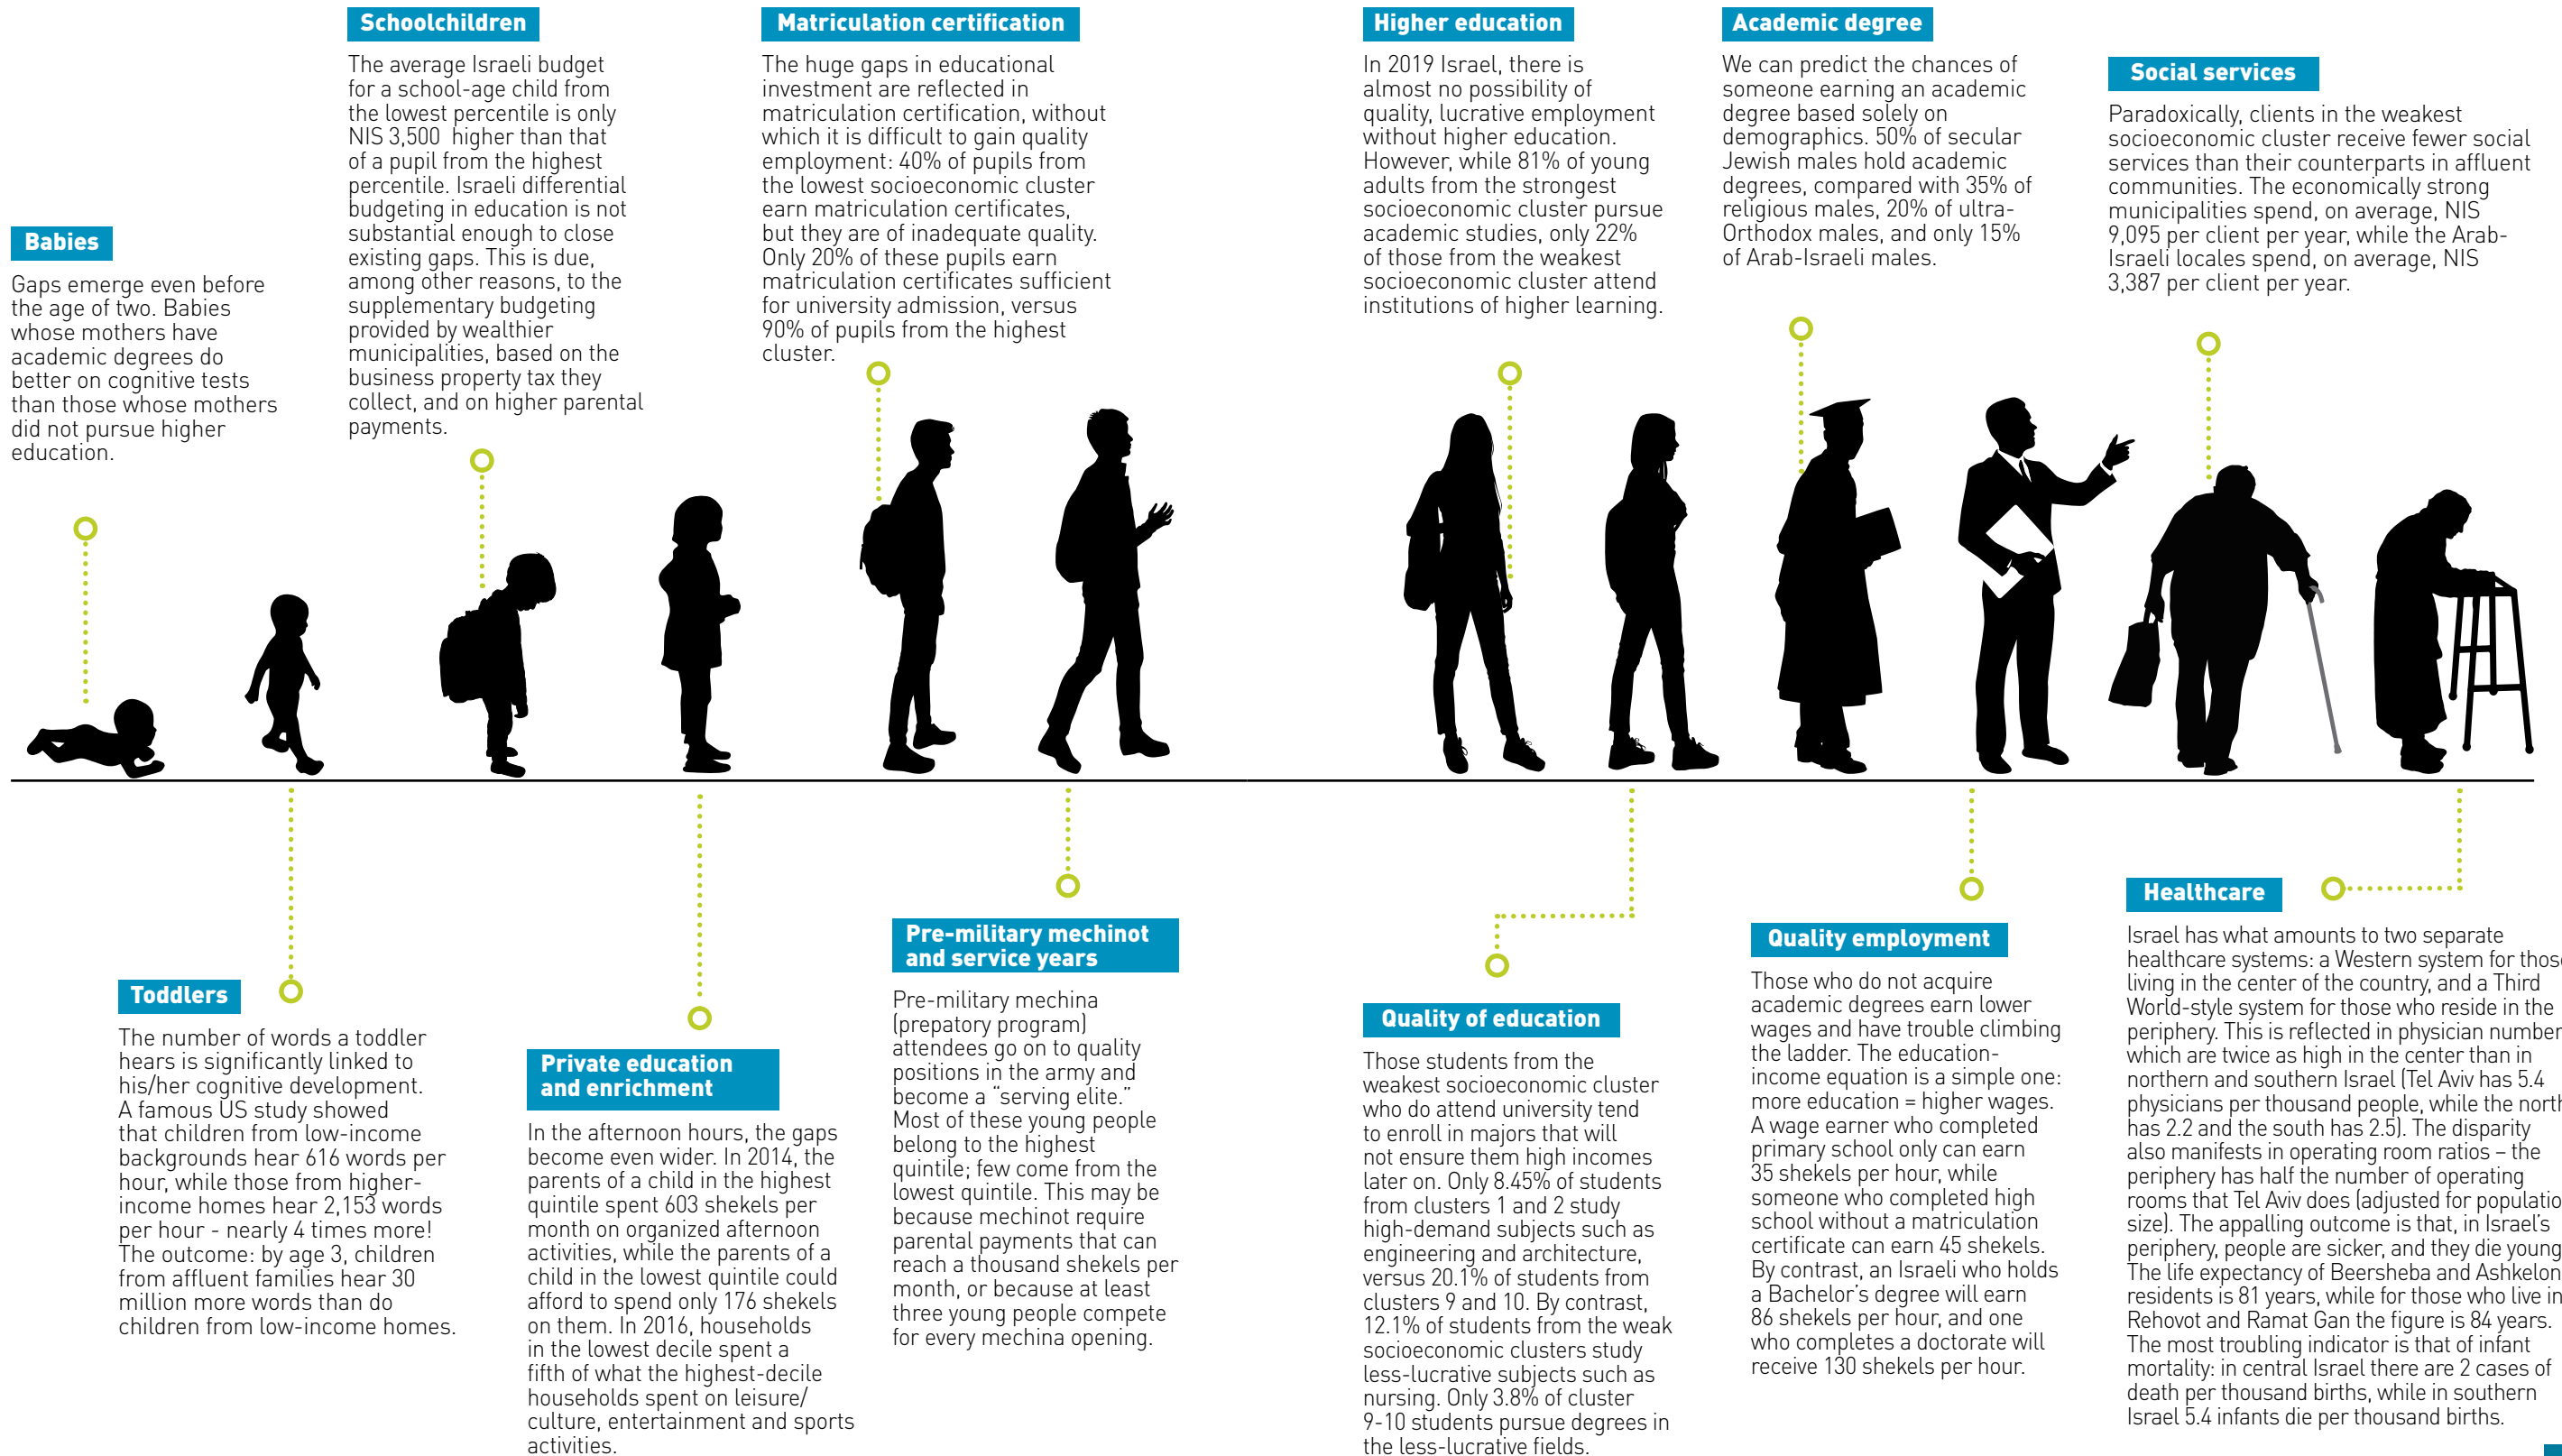 Babies
Gaps emerge even before
the age of two. Babies
whose mothers have
academic degrees do
better on cognitive tests
than those whose mothers
did not pursue higher
education.
Toddlers
The number of words a toddler
hears is significantly linked to
his/her cognitive development.
A famous US study showed
that children from low-income
backgrounds hear 616 words per
hour, while those from higher-
income homes hear 2,153 words
per hour - nearly 4 times more!
The outcome: by age 3, children
from affluent families hear 30
million more words than do
children from low-income homes.
Schoolchildren
The average Israeli budget
for a school-age child from
the lowest percentile is only
NIS 3,500 higher than that
of a pupil from the highest
percentile. Israeli differential
budgeting in education is not
substantial enough to close
existing gaps. This is due,
among other reasons, to the
supplementary budgeting
provided by wealthier
municipalities, based on the
business property tax they
collect, and on higher parental
payments.
Private education
and enrichment
In the afternoon hours, the gaps
become even wider. In 2014, the
parents of a child in the highest
quintile spent 603 shekels per
month on organized afternoon
activities, while the parents of a
child in the lowest quintile could
afford to spend only 176 shekels
on them. In 2016, households
in the lowest decile spent a
fifth of what the highest-decile
households spent on leisure/
culture, entertainment and sports
activities.
Matriculation certification
The huge gaps in educational
investment are reflected in
matriculation certification, without
which it is difficult to gain quality
employment: 40% of pupils from
the lowest socioeconomic cluster
earn matriculation certificates,
but they are of inadequate quality.
Only 20% of these pupils earn
matriculation certificates sufficient
for university admission, versus
90% of pupils from the highest
cluster.
Pre-military mechinot
and service years
Pre-military mechina
(prepatory program)
attendees go on to quality
positions in the army and
become a “serving elite.”
Most of these young people
belong to the highest
quintile; few come from the
lowest quintile. This may be
because mechinot require
parental payments that can
reach a thousand shekels per
month, or because at least
three young people compete
for every mechina opening.
Higher education
In 2019 Israel, there is
almost no possibility of
quality, lucrative employment
without higher education.
However, while 81% of young
adults from the strongest
socioeconomic cluster pursue
academic studies, only 22%
of those from the weakest
socioeconomic cluster attend
institutions of higher learning.
Quality of education
Those students from the
weakest socioeconomic cluster
who do attend university tend
to enroll in majors that will
not ensure them high incomes
later on. Only 8.45% of students
from clusters 1 and 2 study
high-demand subjects such as
engineering and architecture,
versus 20.1% of students from
clusters 9 and 10. By contrast,
12.1% of students from the weak
socioeconomic clusters study
less-lucrative subjects such as
nursing. Only 3.8% of cluster
9-10 students pursue degrees in
the less-lucrative fields.
Academic degree
We can predict the chances of
someone earning an academic
degree based solely on
demographics. 50% of secular
Jewish males hold academic
degrees, compared with 35% of
religious males, 20% of ultra-
Orthodox males, and only 15%
of Arab-Israeli males.
Quality employment
Those who do not acquire
academic degrees earn lower
wages and have trouble climbing
the ladder. The education-
income equation is a simple one:
more education = higher wages.
A wage earner who completed
primary school only can earn
35 shekels per hour, while
someone who completed high
school without a matriculation
certificate can earn 45 shekels.
By contrast, an Israeli who holds
a Bachelor’s degree will earn
86 shekels per hour, and one
who completes a doctorate will
receive 130 shekels per hour.
Social services
Paradoxically, clients in the weakest
socioeconomic cluster receive fewer social
services than their counterparts in affluent
communities. The economically strong
municipalities spend, on average, NIS
9,095 per client per year, while the Arab-
Israeli locales spend, on average, NIS
3,387 per client per year.
Healthcare
Israel has what amounts to two separate
healthcare systems: a Western system for
living in the center of the country, and a Third
World-style system for those who reside in the
periphery. This is reflected in physician
which are twice as high in the center than in
northern and southern Israel (Tel Aviv has 5.4
physicians per thousand people, while the
has 2.2 and the south has 2.5). The disparity
also manifests in operating room ratios – the
periphery has half the number of operating
rooms that Tel Aviv does (adjusted for
size). The appalling outcome is that, in Israel’s
periphery, people are sicker, and they die
The life expectancy of Beersheba and Ashkelon
residents is 81 years, while for those who live in
Rehovot and Ramat Gan the figure is 84 years.
The most troubling indicator is that of infant
mortality: in central Israel there are 2 cases of
death per thousand births, while in southern
Israel 5.4 infants die per thousand births.